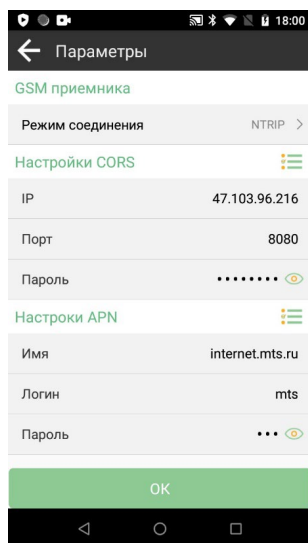 18:00
Параметры
GSM приемника
Режим соединения NTRIP
Настройки CORS
IP 47.103.96.216
Порт 8080
Пароль ••••••••
Настроки APN
Имя internet.mts.ru
Логин mts
Пароль •••
ОК